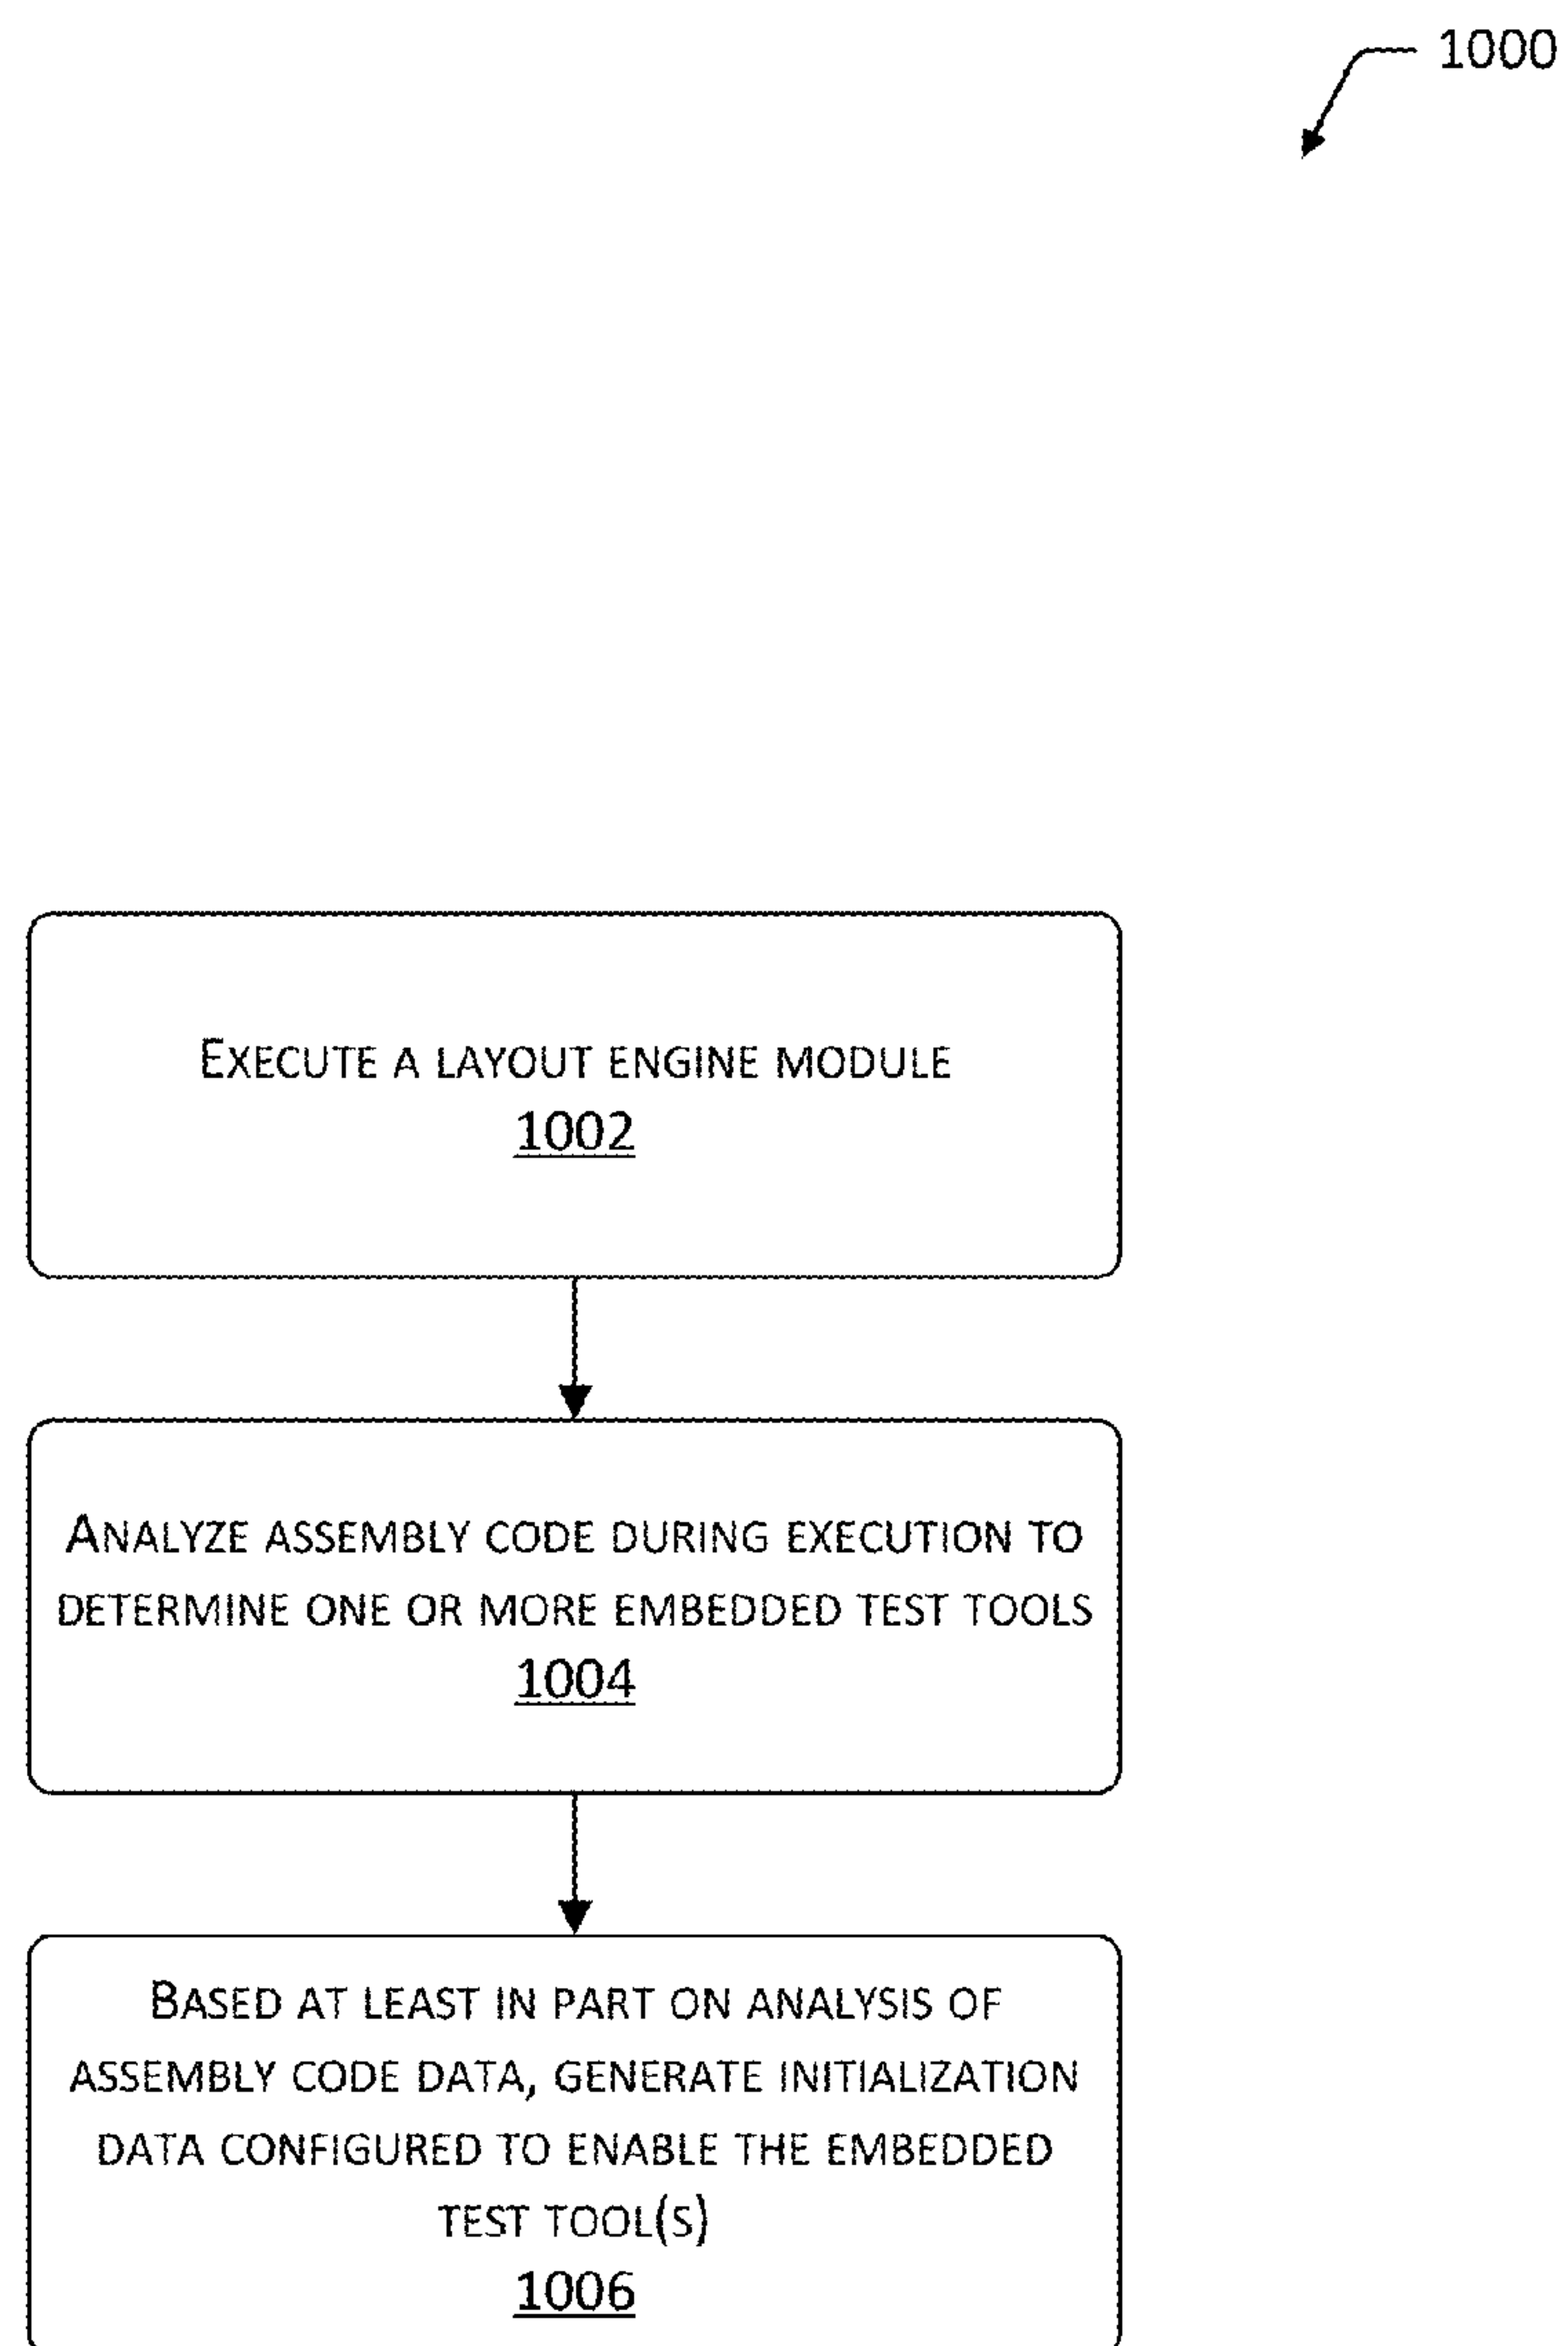 1000
EXECUTE A LAYOUT ENGINE MODULE
1002
ANALYZE ASSEMBLY CODE DURING EXECUTION TO
DETERMINE ONE OR MORE EMBEDDED TEST TOOLS
1004
BASED AT LEAST IN PART ON ANALYSIS OF
ASSEMBLY CODE DATA, GENERATE INITIALIZATION
DATA CONFIGURED TO ENABLE THE EMBEDDED
TEST TOOL(S)
1006